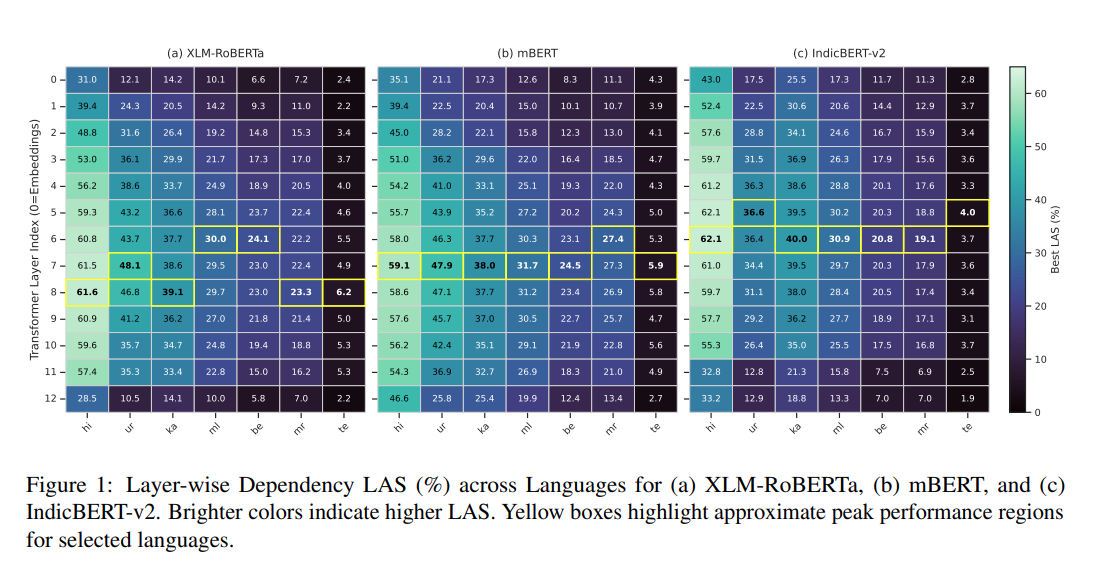 (a) XLM-RoBERTa (b) mBERT (c) IndicBERT-v2
0 31.0 12.1 14.2 10.1 6.6 7.2 2.4 35.1 21.1 17.3 12.6 8.3 11.1 4.3 43.0 17.5 25.5 17.3 11.7 11.3 2.8
1 39.4 24.3 20.5 14.2 9.3 11.0 2.2 39.4 22.5 20.4 15.0 10.1 10.7 3.9 52.4 22.5 30.6 20.6 14.4 12.9 3.7
2 48.8 31.6 26.4 19.2 14.8 15.3 3.4 45.0 28.2 22.1 15.8 12.3 13.0 4.1 57.6 28.8 34.1 24.6 16.7 15.9 3.4
3 53.0 36.1 29.9 21.7 17.3 17.0 3.7 51.0 36.2 29.6 22.0 16.4 18.5 4.7 59.7 31.5 36.9 26.3 17.9 15.6 3.6
4 56.2 38.6 33.7 24.9 18.9 20.5 4.0 54.2 41.0 33.1 25.1 19.3 22.0 4.3 61.2 36.3 38.6 28.8 20.1 17.6 3.3
5 59.3 43.2 36.6 28.1 23.7 22.4 4.6 55.7 43.9 35.2 27.2 20.2 24.3 5.0 62.1 36.6 39.5 30.2 20.3 18.8 4.0
6 60.8 43.7 37.7 30.0 24.1 22.2 5.5 58.0 46.3 37.7 30.3 23.1 27.4 5.3 62.1 36.4 40.0 30.9 20.8 19.1 3.7
7 61.5 48.1 38.6 29.5 23.0 22.4 4.9 59.1 47.9 38.0 31.7 24.5 27.3 5.9 61.0 34.4 39.5 29.7 20.3 17.9 3.6
8 61.6 46.8 39.1 29.7 23.0 23.3 6.2 58.6 47.1 37.7 31.2 23.4 26.9 5.8 59.7 31.1 38.0 28.4 20.5 17.4 3.4
9 60.9 41.2 36.2 27.0 21.8 21.4 5.0 57.6 45.7 37.0 30.5 22.7 25.7 4.7 57.7 29.2 36.2 27.7 18.9 17.1 3.1
10 59.6 35.7 34.7 24.8 19.4 18.8 5.3 56.2 42.4 35.1 29.1 21.9 22.8 5.6 55.3 26.4 35.0 25.5 17.5 16.8 3.7
11 57.4 35.3 33.4 22.8 15.0 16.2 5.3 54.3 36.9 32.7 26.9 18.3 21.0 4.9 32.8 12.8 21.3 15.8 7.5 6.9 2.5
12 28.5 10.5 14.1 10.0 5.8 7.0 2.2 46.6 25.8 25.4 19.9 12.4 13.4 2.7 33.2 12.9 18.8 13.3 7.0 7.0 1.9
hi ur ka ml be mr te hi ur ka ml be mr te hi ur ka ml be mr te
Transformer Layer Index (0=Embeddings)
60
50
40
30
20
10
0
Best LAS (%)
Figure 1: Layer-wise Dependency LAS (%) across Languages for (a) XLM-RoBERTa, (b) mBERT, and (c)
IndicBERT-v2. Brighter colors indicate higher LAS. Yellow boxes highlight approximate peak performance regions
for selected languages.